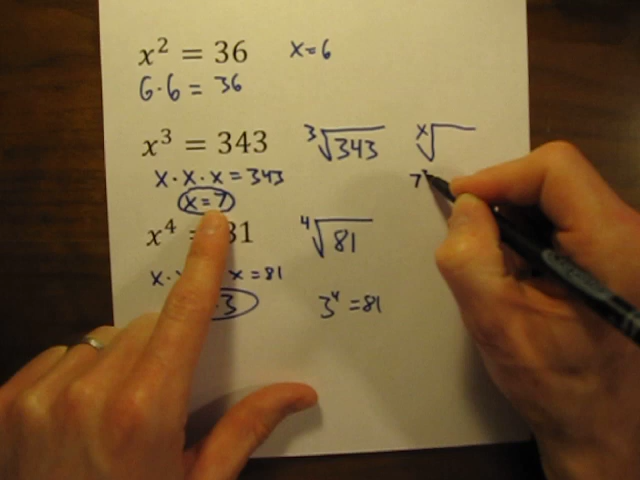 x² = 36 x=6
6·6 = 36
x³ = 343 ³√343 ˣ√
x·x·x = 343 7
x=7
x⁴ = 81 ⁴√81
x· x = 81
·3 3⁴ = 81